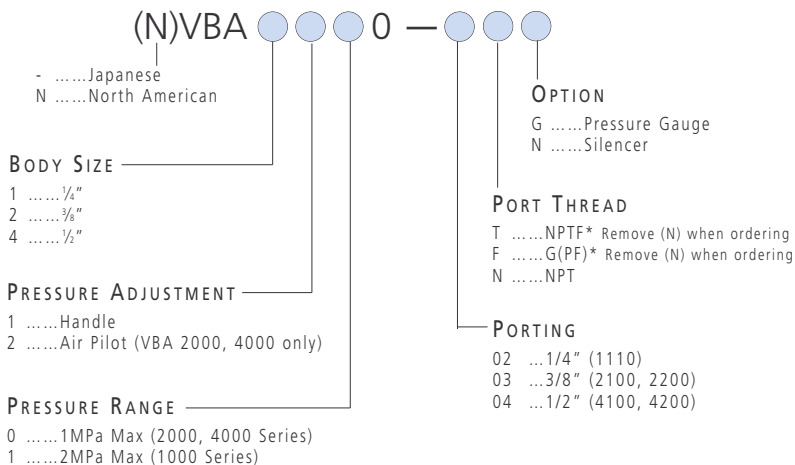 (N)VBA 0 –
- ......Japanese
N ......North American
BODY SIZE
1 ......¼"
2 ......⅜"
4 ......½"
PRESSURE ADJUSTMENT
1 ......Handle
2 ......Air Pilot (VBA 2000, 4000 only)
PRESSURE RANGE
0 ......1MPa Max (2000, 4000 Series)
1 ......2MPa Max (1000 Series)
OPTION
G ......Pressure Gauge
N ......Silencer
PORT THREAD
T ......NPTF* Remove (N) when ordering
F ......G(PF)* Remove (N) when ordering
N ......NPT
PORTING
02 ...1/4" (1110)
03 ...3/8" (2100, 2200)
04 ...1/2" (4100, 4200)